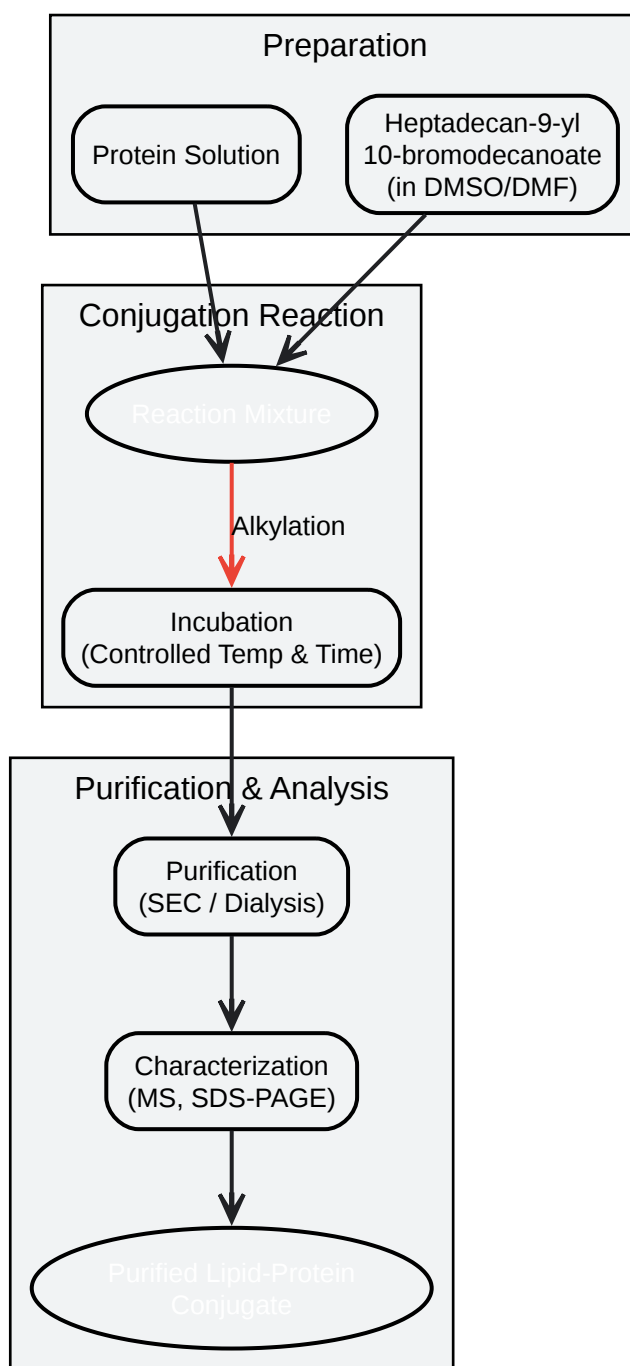 Preparation
Protein Solution
Heptadecan-9-yl
10-bromodecanoate
(in DMSO/DMF)
Conjugation Reaction
Reaction Mixture
Alkylation
Incubation
(Controlled Temp & Time)
Purification & Analysis
Purification
(SEC / Dialysis)
Characterization
(MS, SDS-PAGE)
Purified Lipid-Protein
Conjugate